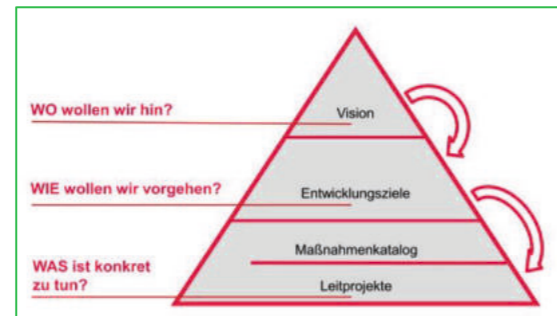 WO wollen wir hin?
Vision
WIE wollen wir vorgehen?
Entwicklungsziele
Maßnahmenkatalog
WAS ist konkret
zu tun?
Leitprojekte